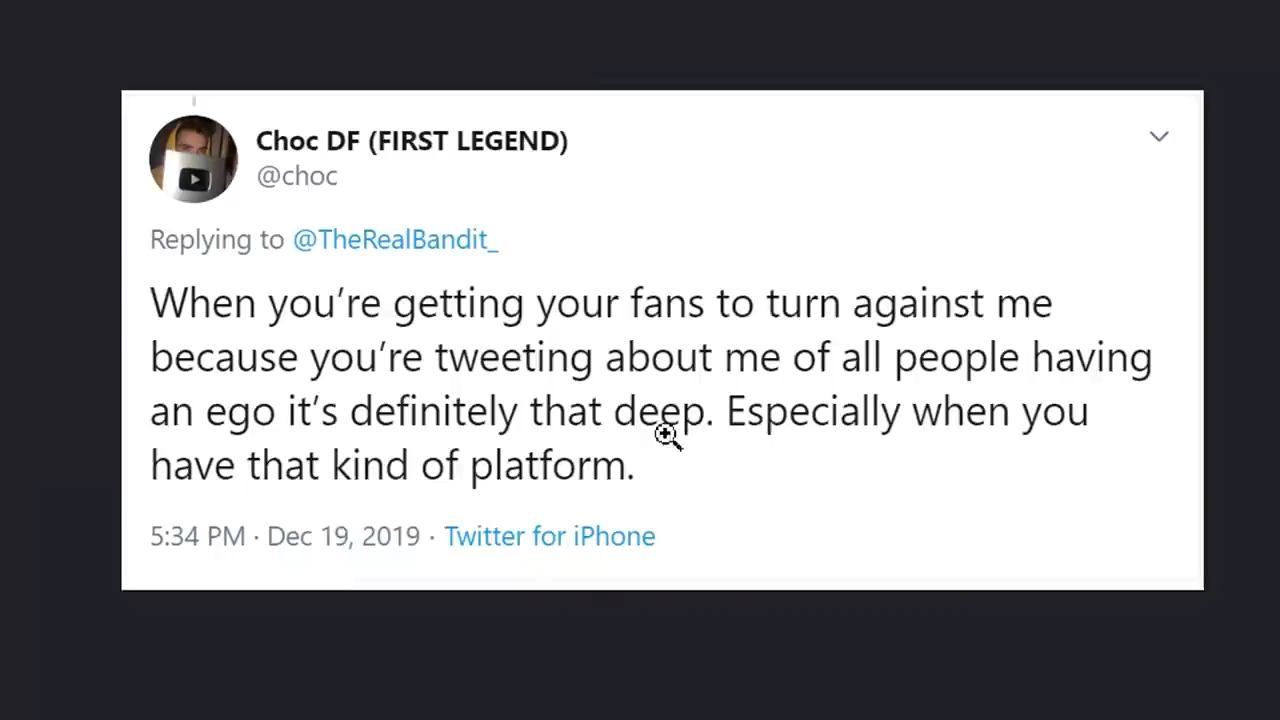 Choc DF (FIRST LEGEND)
@choc
Replying to @TheRealBandit_
When you’re getting your fans to turn against me
because you’re tweeting about me of all people having
an ego it’s definitely that deep. Especially when you
have that kind of platform.
5:34 PM · Dec 19, 2019 · Twitter for iPhone